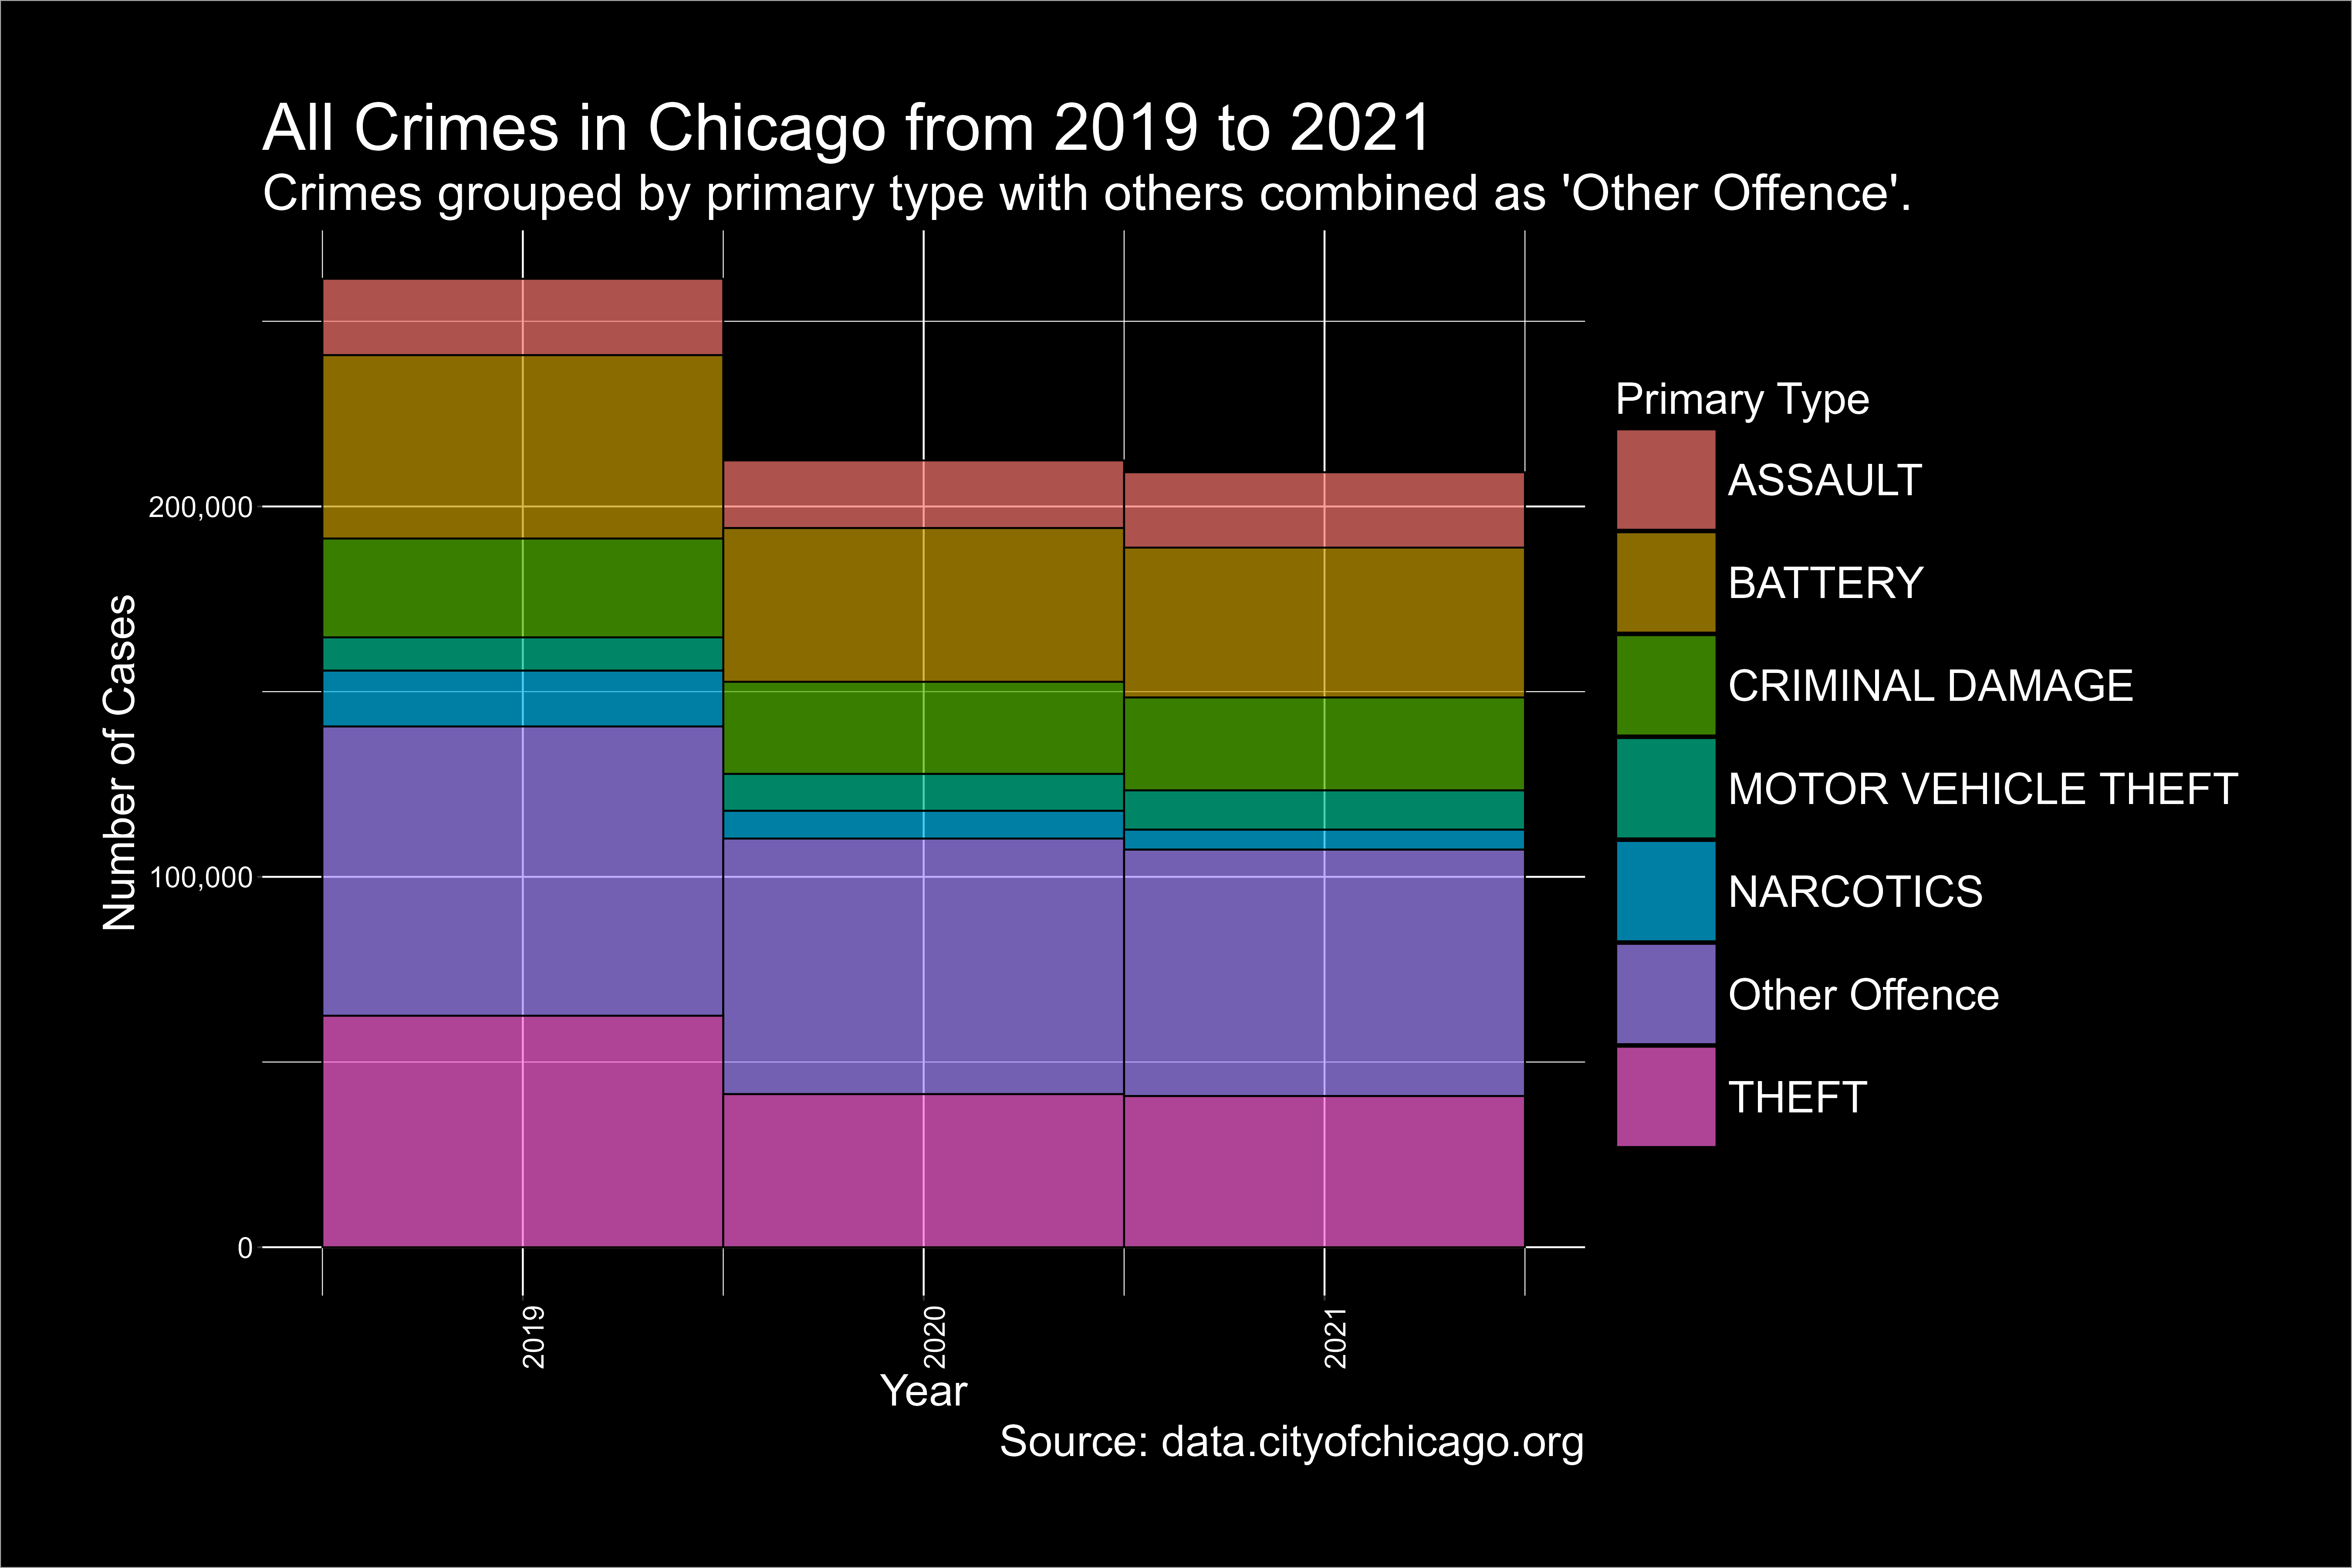 All Crimes in Chicago from 2019 to 2021
Crimes grouped by primary type with others combined as 'Other Offence'.
Number of Cases
200,000
100,000
0
2019
2020
2021
Year
Source: data.cityofchicago.org
Primary Type
ASSAULT
BATTERY
CRIMINAL DAMAGE
MOTOR VEHICLE THEFT
NARCOTICS
Other Offence
THEFT